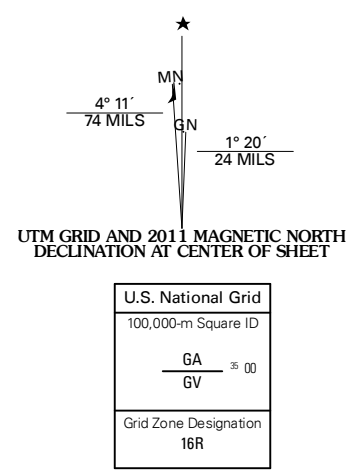 ★
MN
4° 11´
74 MILS
GN
1° 20´
24 MILS
UTM GRID AND 2011 MAGNETIC NORTH
DECLINATION AT CENTER OF SHEET
U.S. National Grid
100,000-m Square ID
GA
35 00
GV
Grid Zone Designation
16R